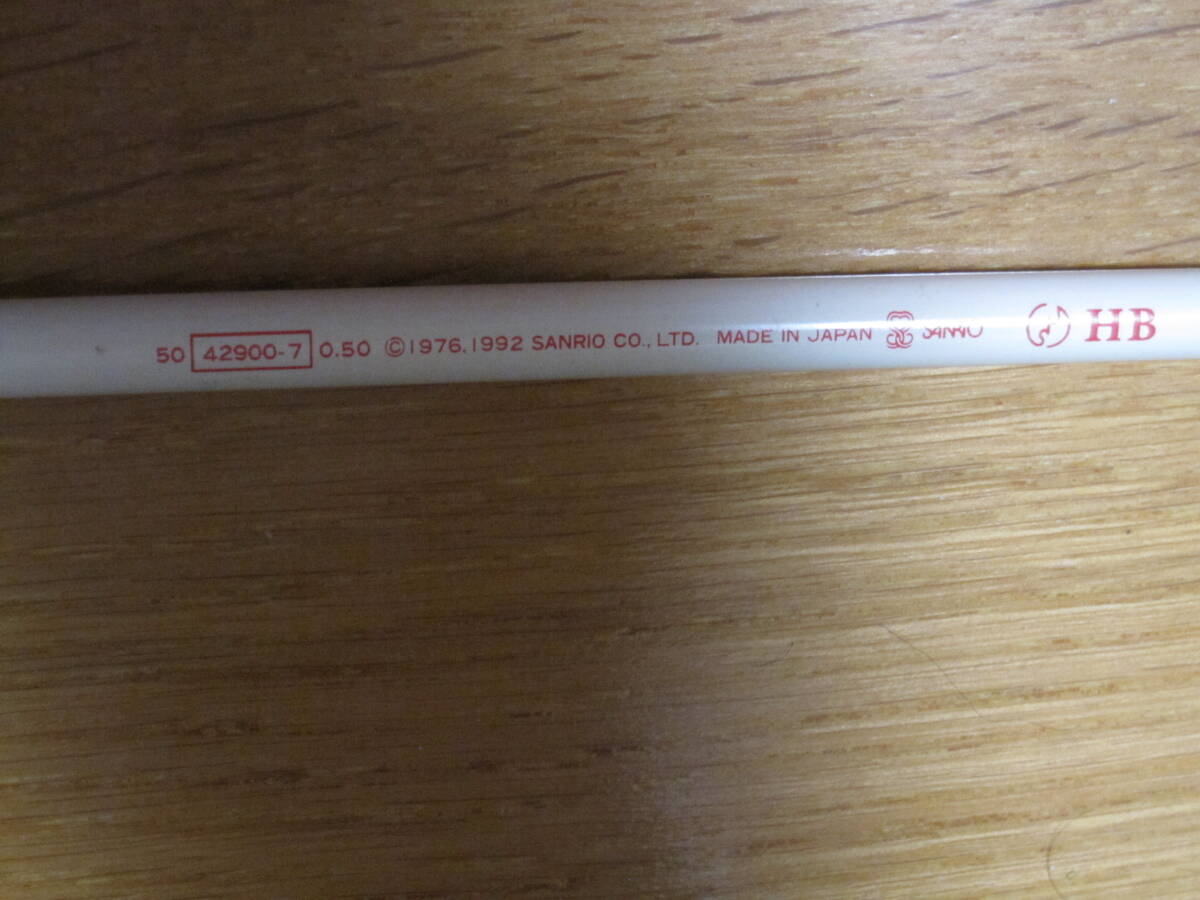 50 42900-7 0.50 ©1976, 1992 SANRIO CO., LTD. MADE IN JAPAN SANRIO HB